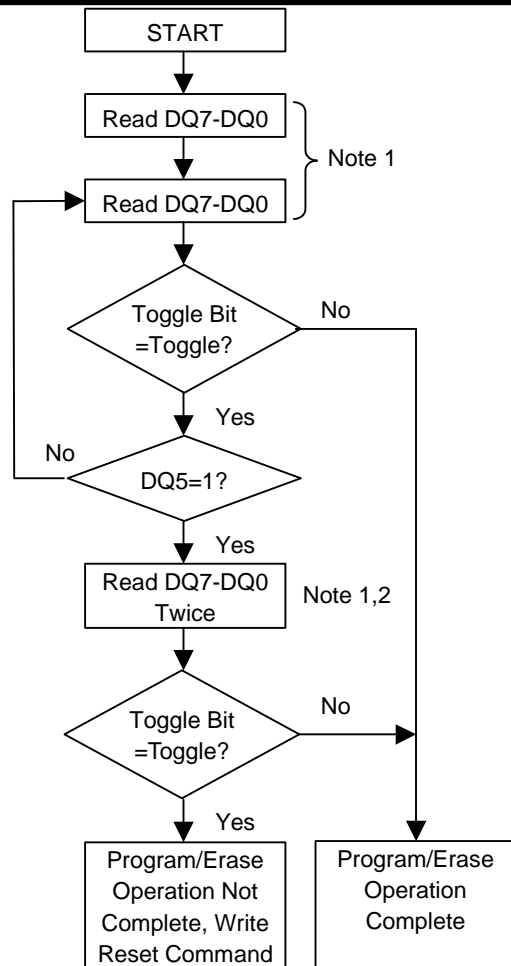 START
Read DQ7-DQ0
Note 1
Read DQ7-DQ0
Toggle Bit
=Toggle?
No
Yes
No
DQ5=1?
Yes
Read DQ7-DQ0
Twice
Note 1,2
Toggle Bit
=Toggle?
No
Yes
Program/Erase
Operation Not
Complete, Write
Reset Command
Program/Erase
Operation
Complete